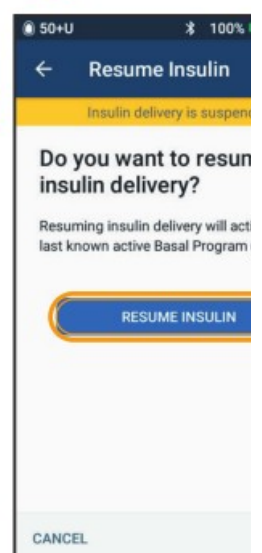 50+U 100%
Resume Insulin
Insulin delivery is suspen
Do you want to resum
insulin delivery?
Resuming insulin delivery will acti
last known active Basal Program
RESUME INSULIN
CANCEL